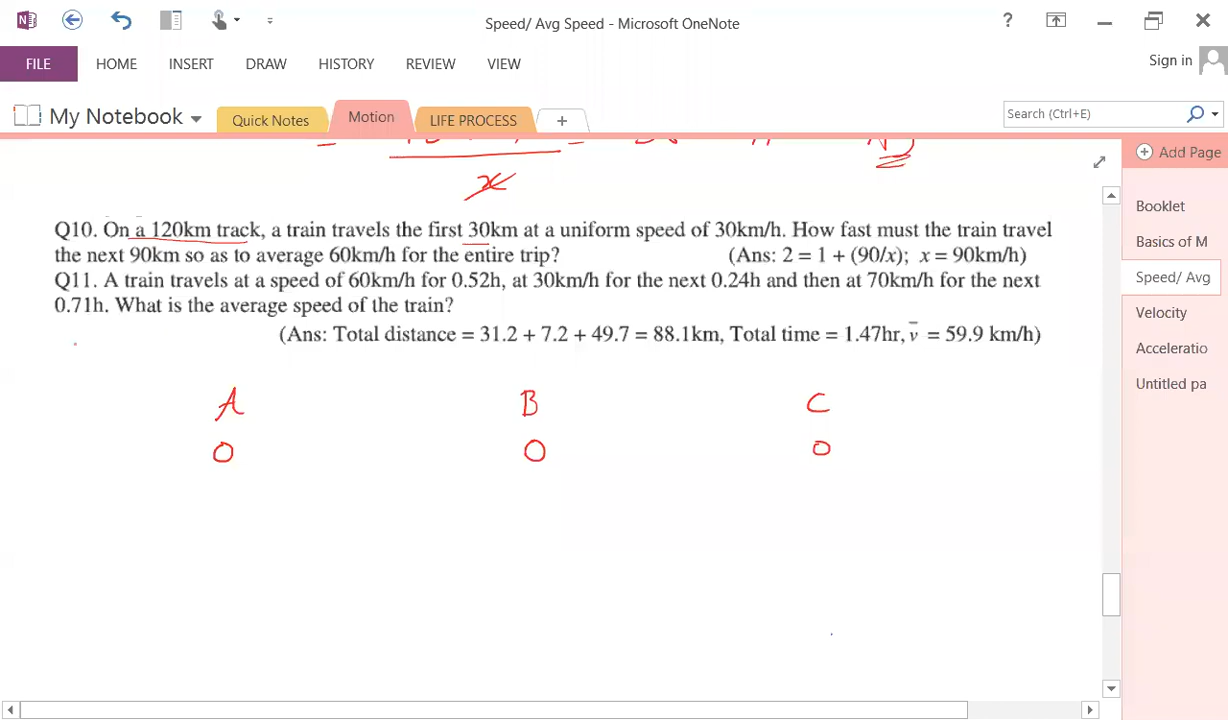 Speed/ Avg Speed - Microsoft OneNote
?
FILE HOME INSERT DRAW HISTORY REVIEW VIEW
Sign in
My Notebook Quick Notes Motion LIFE PROCESS
Search (Ctrl+E)
Add Page
Booklet
Basics of M
Speed/ Avg
Velocity
Acceleratio
Untitled pa
x
Q10. On a 120km track, a train travels the first 30km at a uniform speed of 30km/h. How fast must the train travel
the next 90km so as to average 60km/h for the entire trip? (Ans: 2 = 1 + (90/x); x = 90km/h)
Q11. A train travels at a speed of 60km/h for 0.52h, at 30km/h for the next 0.24h and then at 70km/h for the next
0.71h. What is the average speed of the train?
(Ans: Total distance = 31.2 + 7.2 + 49.7 = 88.1km, Total time = 1.47hr, v̅ = 59.9 km/h)
A B C
O O O